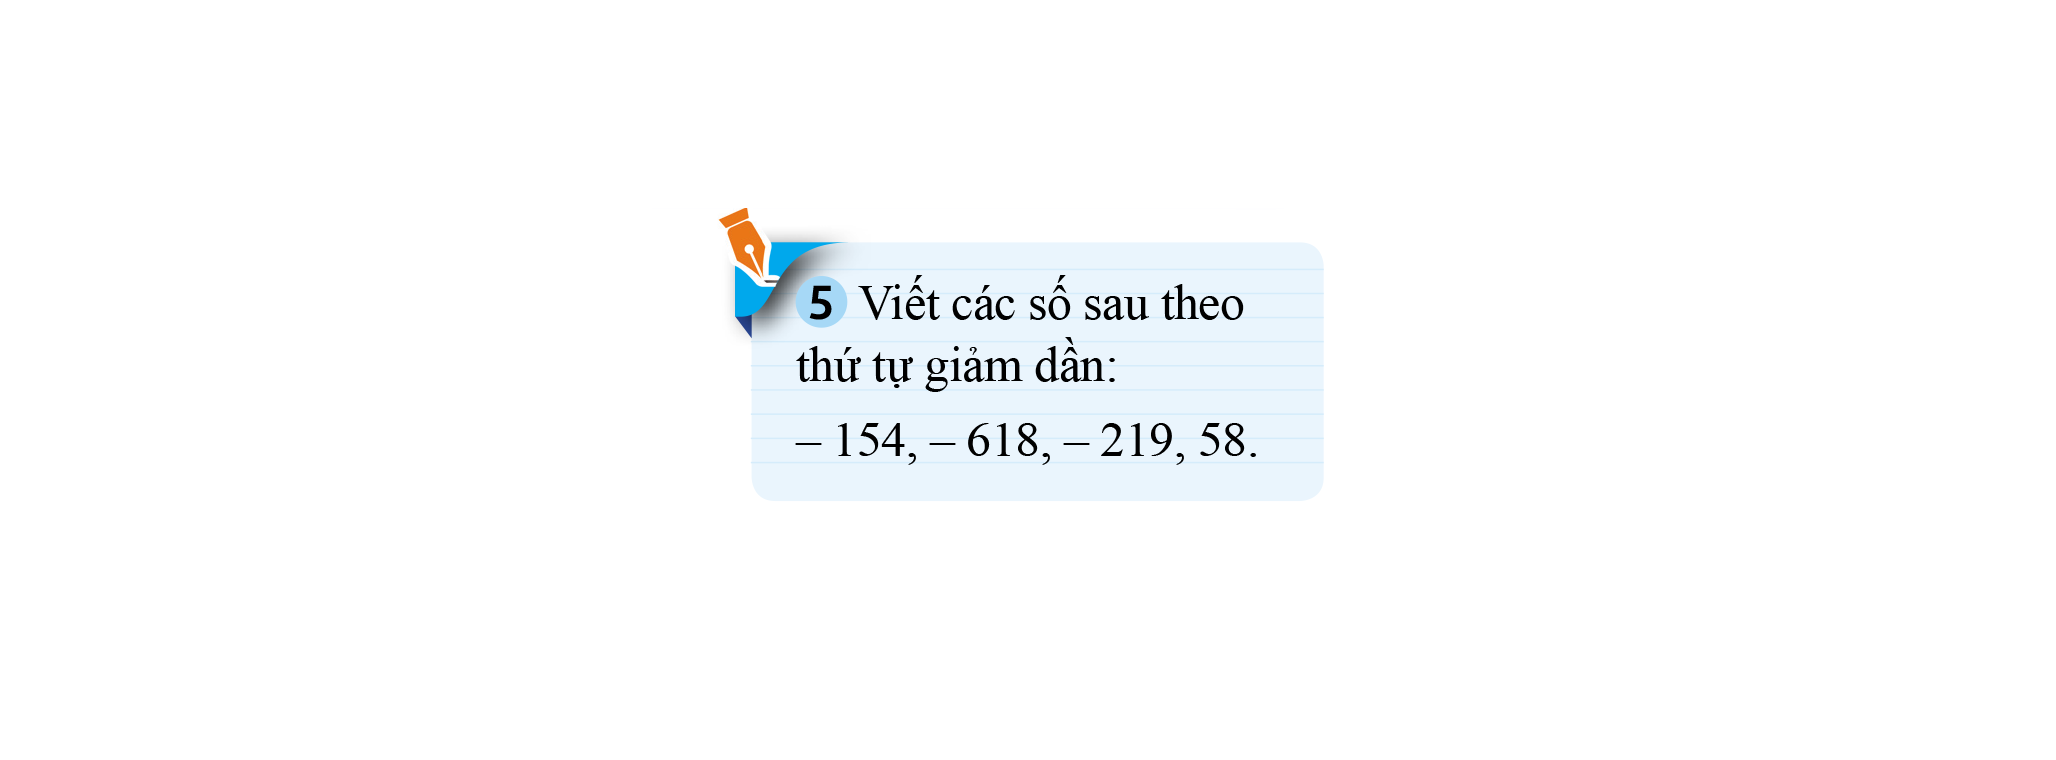 5 Viết các số sau theo
thứ tự giảm dần:
– 154, – 618, – 219, 58.